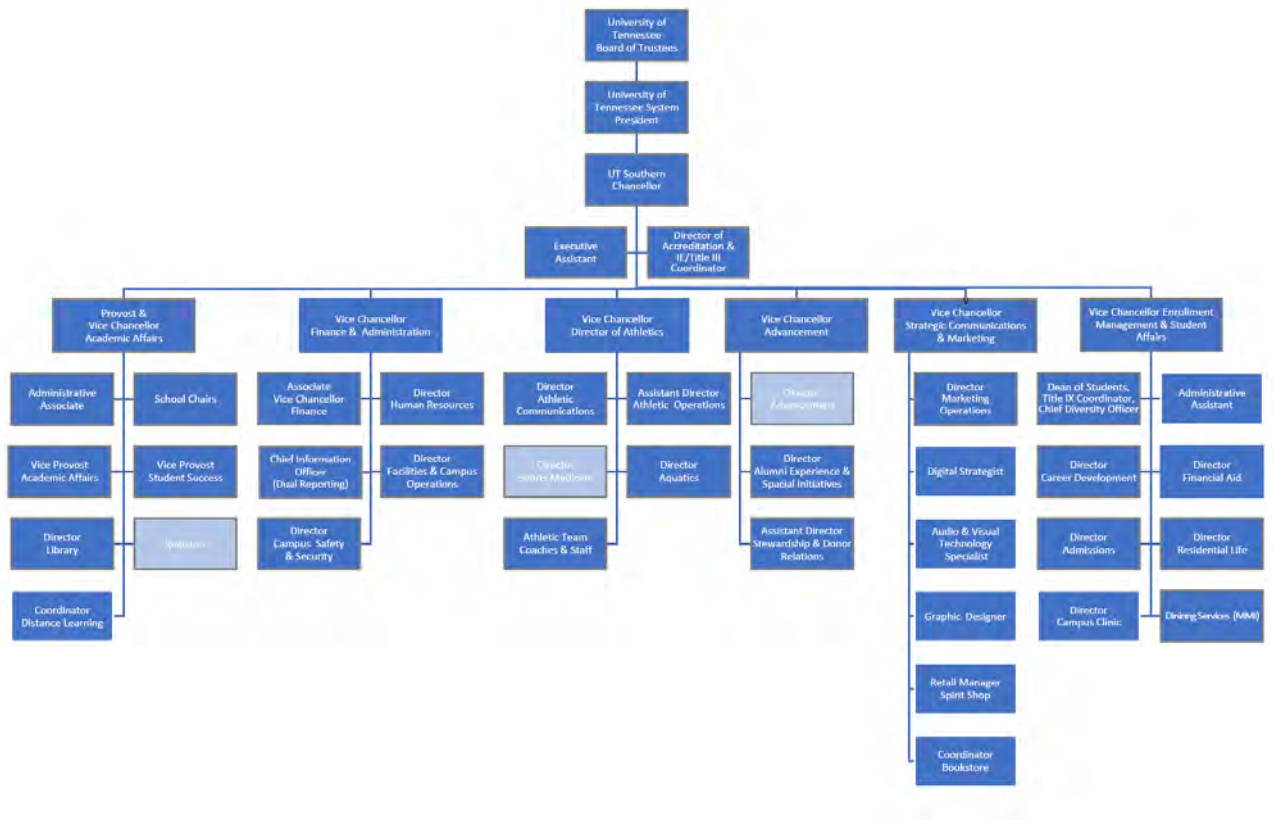 University of
Tennessee
Board of Trustees
University of
Tennessee System
President
UT Southern
Chancellor
Executive
Assistant
Director of
Accreditation &
IE/Title III
Coordinator
Provost &
Vice Chancellor
Academic Affairs
Vice Chancellor
Finance & Administration
Vice Chancellor
Director of Athletics
Vice Chancellor
Advancement
Vice Chancellor
Strategic Communications
& Marketing
Vice Chancellor Enrollment
Management & Student
Affairs
Administrative
Associate
School Chairs
Vice Provost
Academic Affairs
Vice Provost
Student Success
Director
Library
Coordinator
Distance Learning
Associate
Vice Chancellor
Finance
Director
Human Resources
Chief Information
Officer
(Dual Reporting)
Director
Facilities & Campus
Operations
Director
Campus Safety
& Security
Director
Athletic
Communications
Assistant Director
Athletic Operations
Director
Sports Medicine
Director
Aquatics
Athletic Team
Coaches & Staff
Director
Advancement
Director
Alumni Experience &
Special Initiatives
Assistant Director
Stewardship & Donor
Relations
Director
Marketing
Operations
Digital Strategist
Audio & Visual
Technology
Specialist
Graphic Designer
Retail Manager
Spirit Shop
Coordinator
Bookstore
Dean of Students,
Title IX Coordinator,
Chief Diversity Officer
Administrative
Assistant
Director
Career Development
Director
Financial Aid
Director
Admissions
Director
Residential Life
Director
Campus Clinic
Dinining Services (MMI)